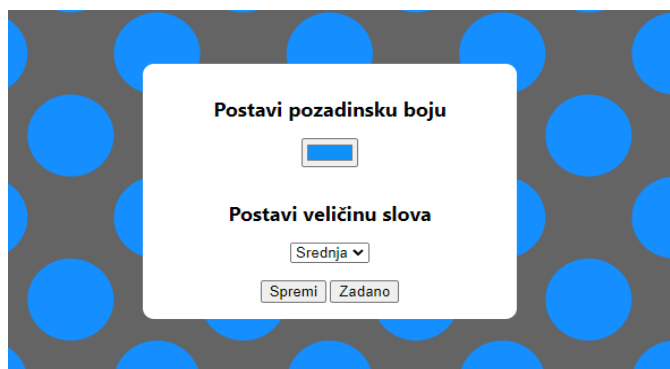 Postavi pozadinsku boju
Postavi veličinu slova
Srednja
Spremi Zadano